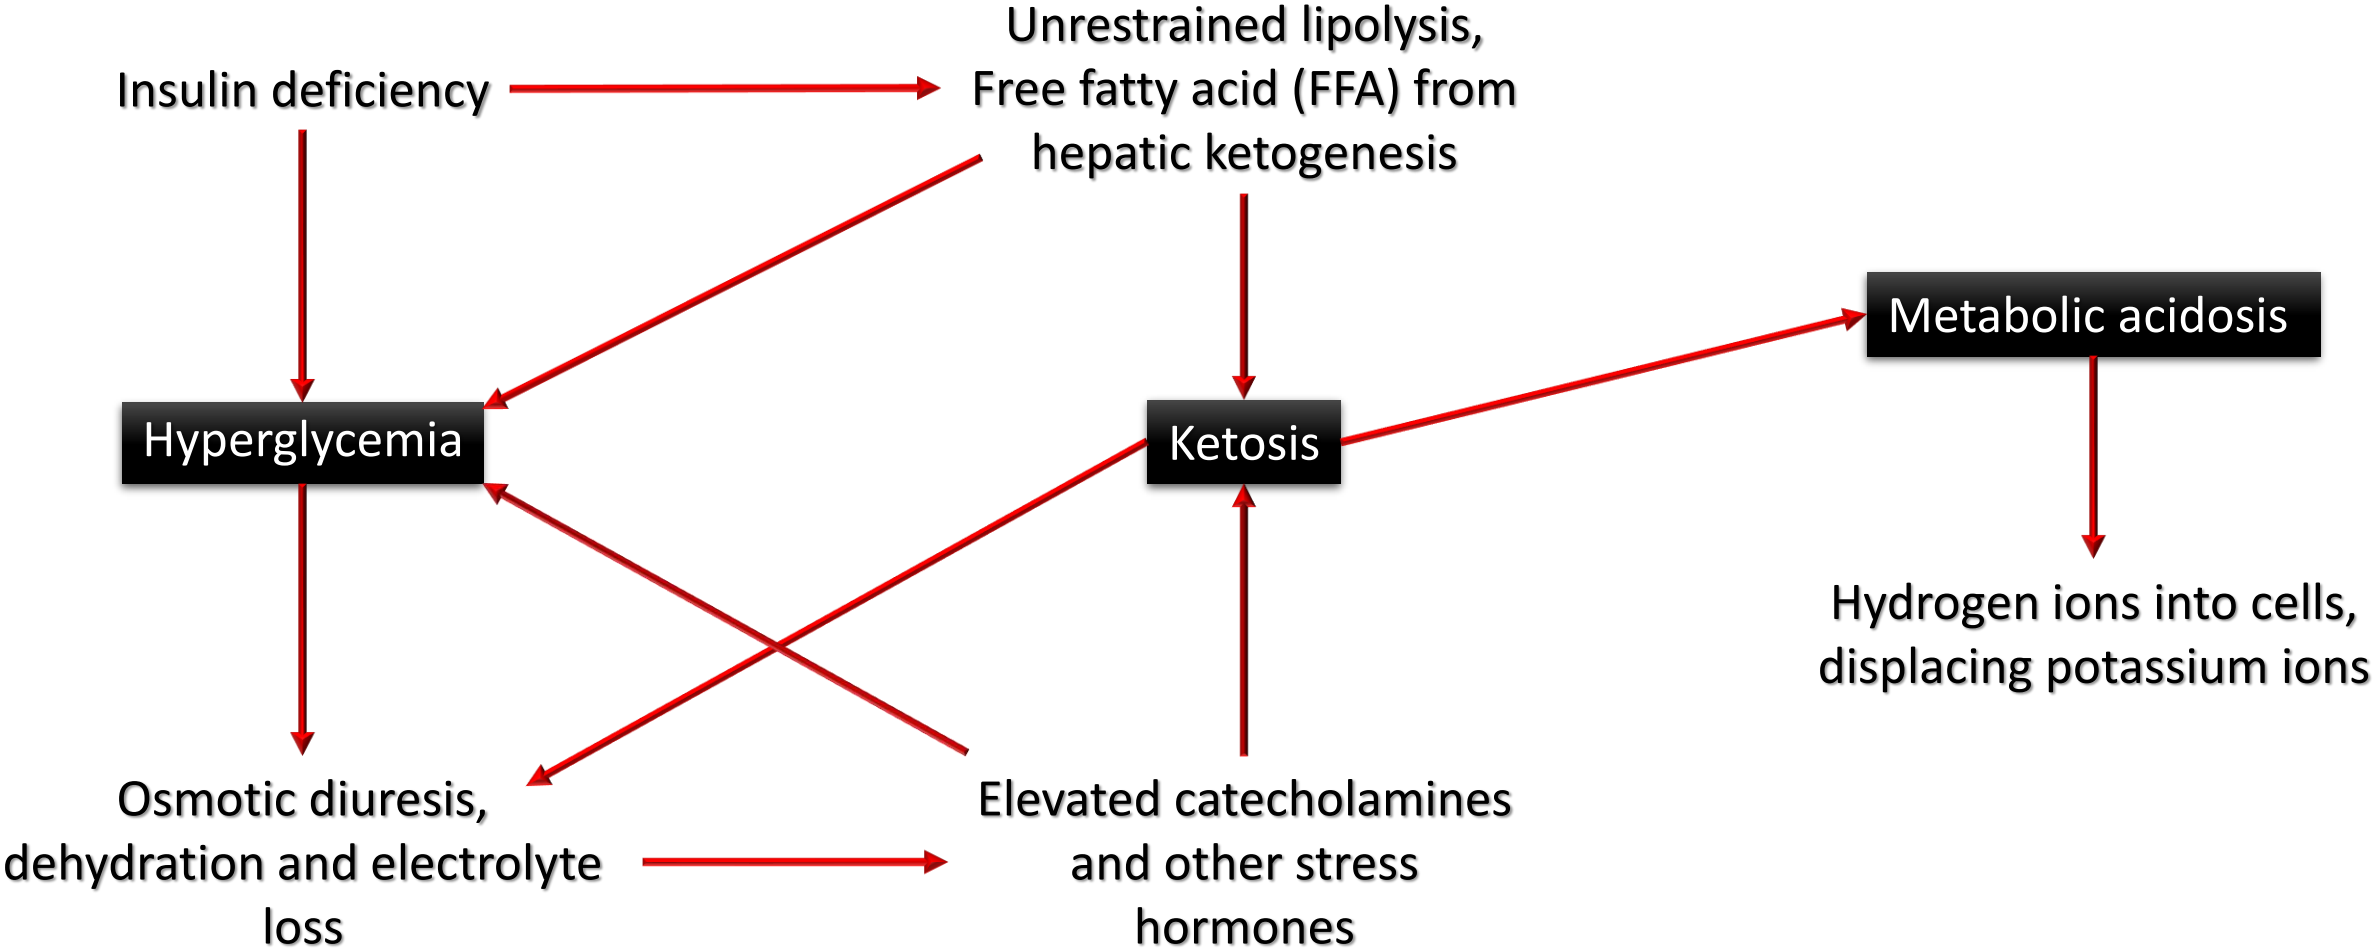 Insulin deficiency
Unrestrained lipolysis,
Free fatty acid (FFA) from
hepatic ketogenesis
Metabolic acidosis
Hyperglycemia
Ketosis
Hydrogen ions into cells,
displacing potassium ions
Osmotic diuresis,
dehydration and electrolyte
loss
Elevated catecholamines
and other stress
hormones